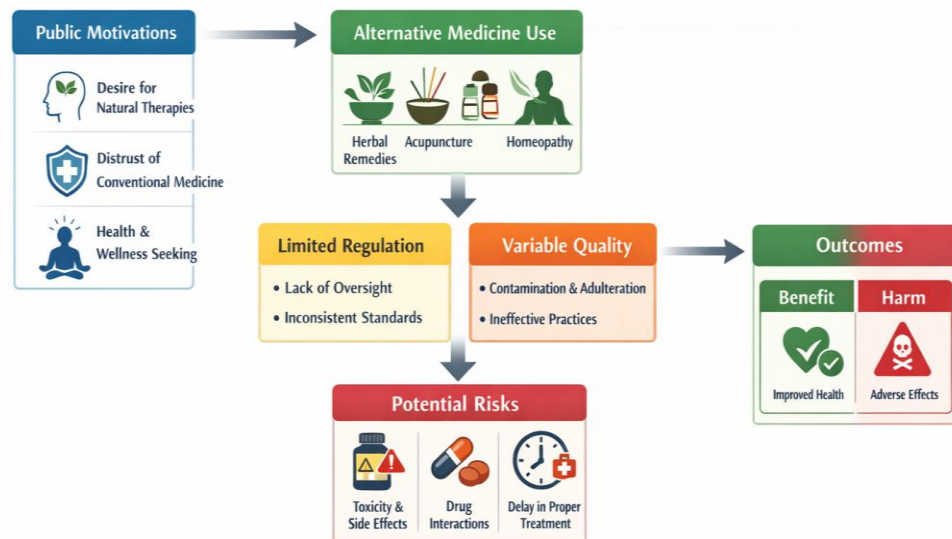 Public Motivations
Desire for
Natural Therapies
Distrust of
Conventional Medicine
Health &
Wellness Seeking
Alternative Medicine Use
Herbal
Remedies
Acupuncture
Homeopathy
Limited Regulation
• Lack of Oversight
• Inconsistent Standards
Variable Quality
• Contamination & Adulteration
• Ineffective Practices
Outcomes
Benefit
Improved Health
Harm
Adverse Effects
Potential Risks
Toxicity &
Side Effects
Drug
Interactions
Delay in Proper
Treatment